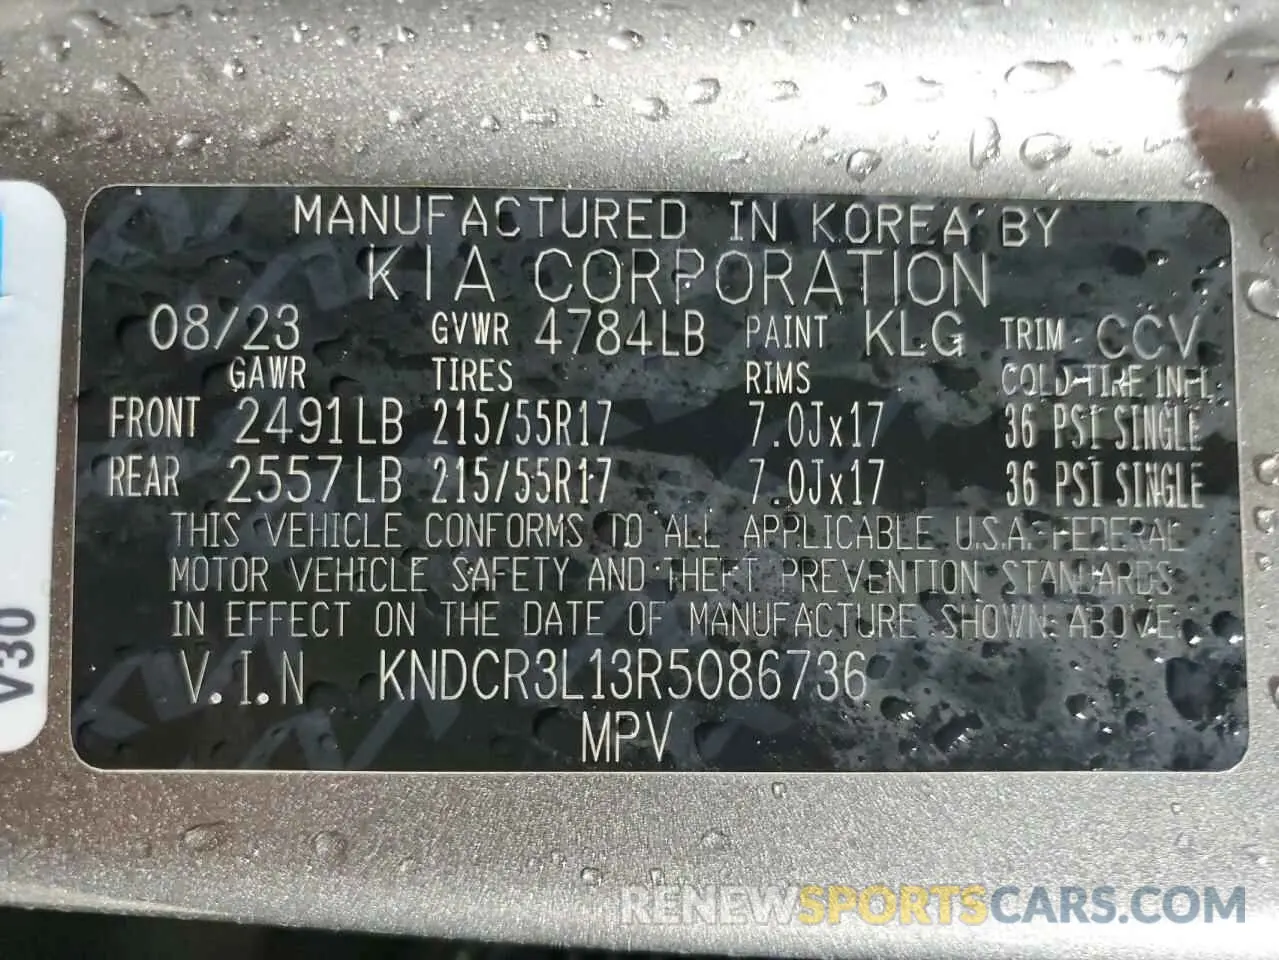 MANUFACTURED IN KOREA BY
KIA CORPORATION
08/23 GVWR 4784LB PAINT KLG TRIM CCV
GAWR TIRES RIMS COLD TIRE INFL.
FRONT 2491LB 215/55R17 7.0Jx17 36 PSI SINGLE
REAR 2557LB 215/55R17 7.0Jx17 36 PSI SINGLE
THIS VEHICLE CONFORMS TO ALL APPLICABLE U.S.A. FEDERAL
MOTOR VEHICLE SAFETY AND THEFT PREVENTION STANDARDS
IN EFFECT ON THE DATE OF MANUFACTURE SHOWN ABOVE.
V.I.N KNDCR3L13R5086736
MPV
V30
RENEWSPORTSCARS.COM